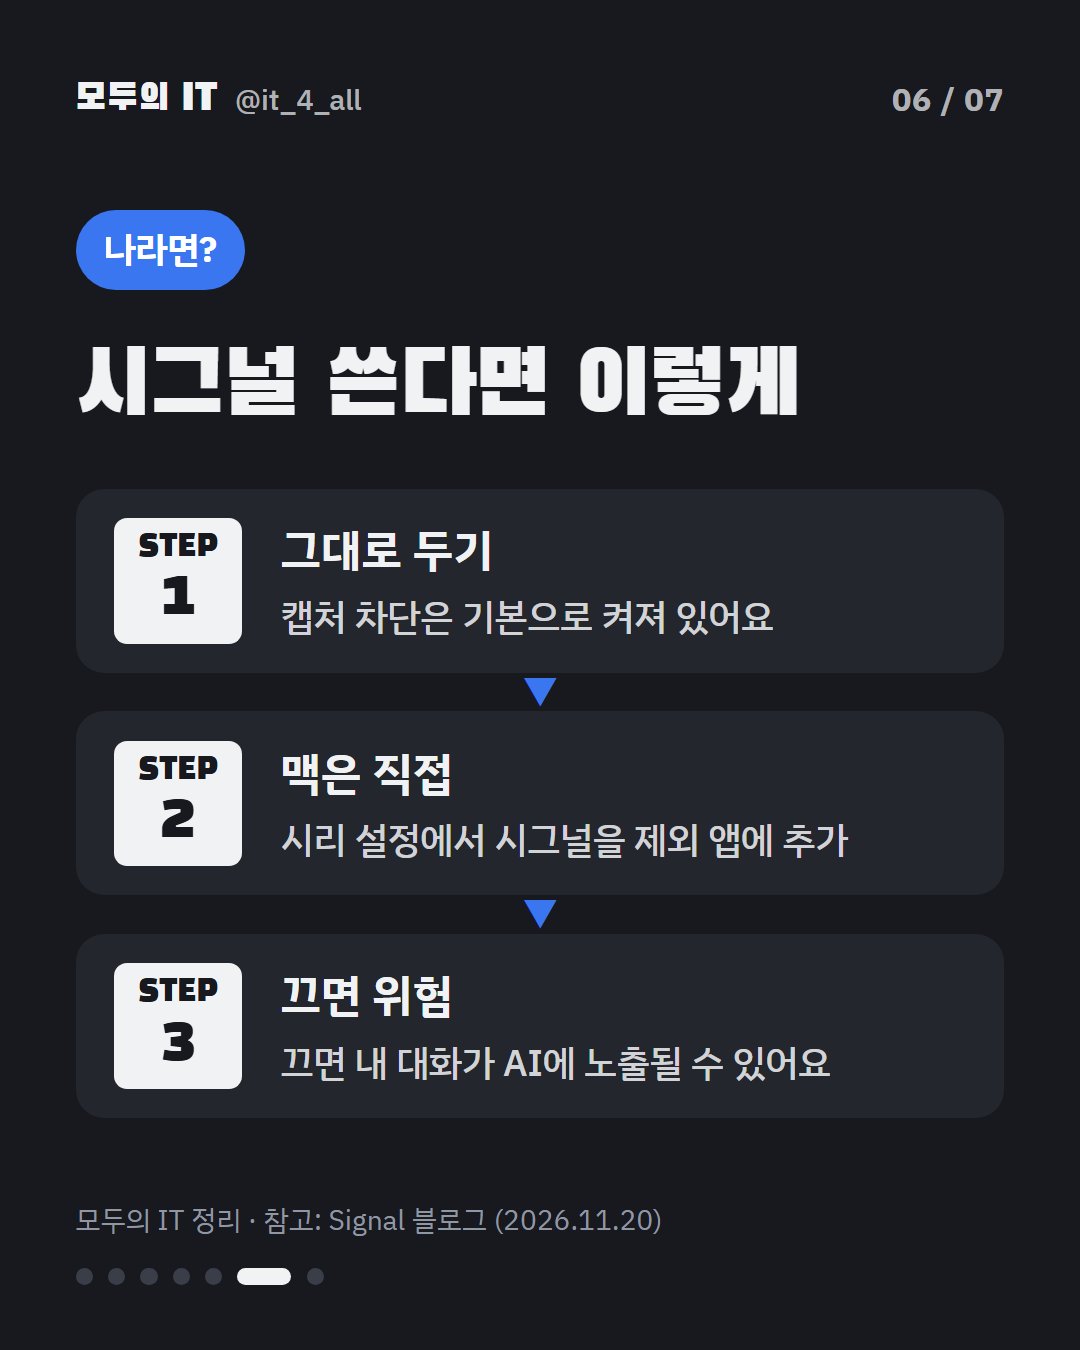 모두의 IT @it_4_all
06 / 07
나라면?
시그널 쓴다면 이렇게
STEP 1
그대로 두기
캡처 차단은 기본으로 켜져 있어요
STEP 2
맥은 직접
시리 설정에서 시그널을 제외 앱에 추가
STEP 3
끄면 위험
끄면 내 대화가 AI에 노출될 수 있어요
모두의 IT 정리 · 참고: Signal 블로그 (2026.11.20)